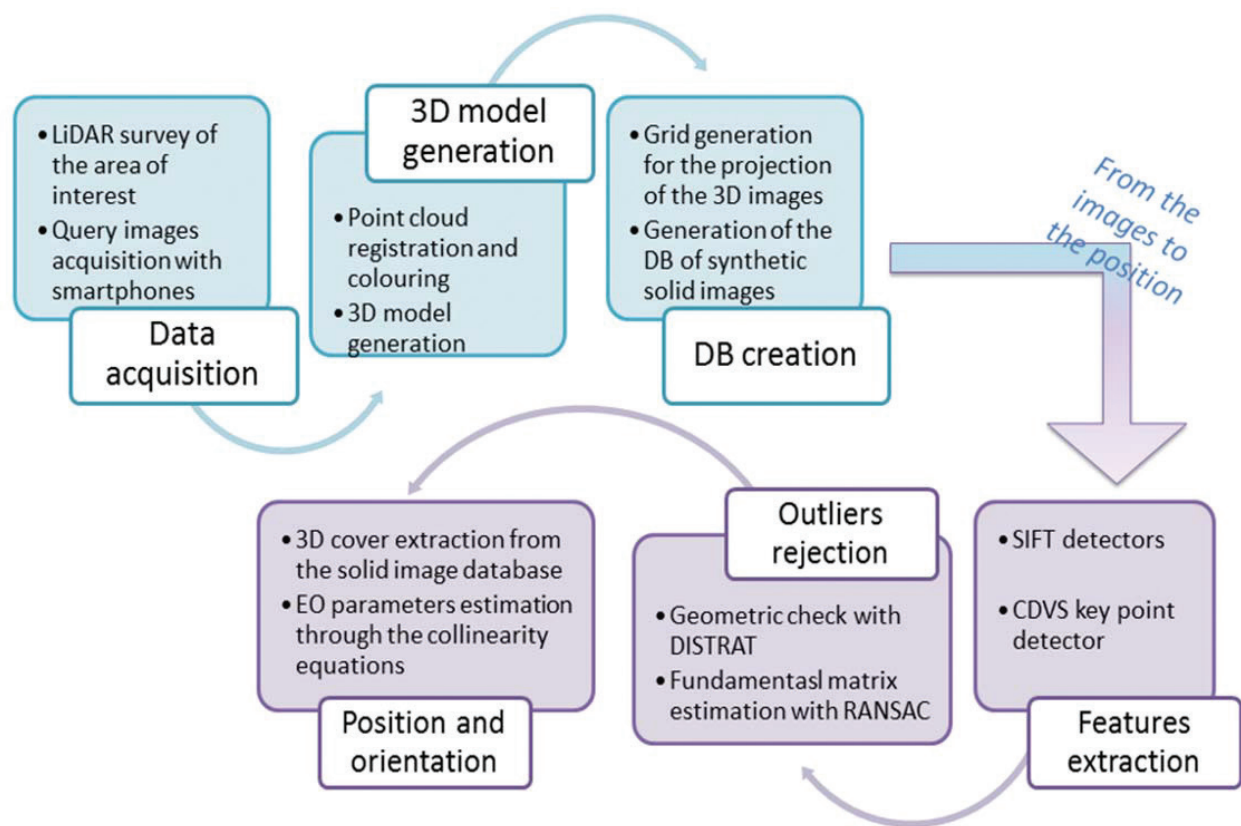 • LiDAR survey of
the area of
interest
• Query images
acquisition with
smartphones
Data
acquisition
3D model
generation
• Point cloud
registration and
colouring
• 3D model
generation
• Grid generation
for the projection
of the 3D images
• Generation of the
DB of synthetic
solid images
DB creation
From the
images to
the position
• SIFT detectors
• CDVS key point
detector
Features
extraction
Outliers
rejection
• Geometric check with
DISTRAT
• Fundamentasl matrix
estimation with RANSAC
• 3D cover extraction from
the solid image database
• EO parameters estimation
through the collinearity
equations
Position and
orientation